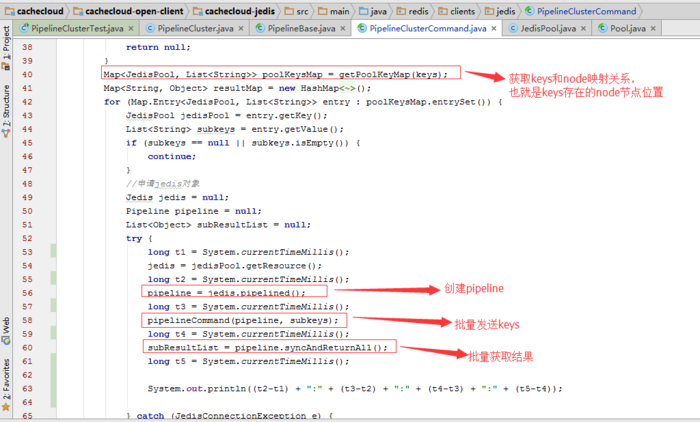 cachecloud cachecloud-open-client cachecloud-jedis src main java redis clients jedis PipelineClusterCommand
PipelineClusterTest.java PipelineCluster.java PipelineBase.java PipelineClusterCommand.java JedisPool.java Pool.java
1: Project
7: Structure
Web
2: Favorites
38 return null;
39 }
40 Map<JedisPool, List<String>> poolKeysMap = getPoolKeyMap(keys);
41 Map<String, Object> resultMap = new HashMap<~>();
42 for (Map.Entry<JedisPool, List<String>> entry : poolKeysMap.entrySet()) {
43 JedisPool jedisPool = entry.getKey();
44 List<String> subkeys = entry.getValue();
45 if (subkeys == null || subkeys.isEmpty()) {
46 continue;
47 }
48 //申请jedis对象
49 Jedis jedis = null;
50 Pipeline pipeline = null;
51 List<Object> subResultList = null;
52 try {
53 long t1 = System.currentTimeMillis();
54 jedis = jedisPool.getResource();
55 long t2 = System.currentTimeMillis();
56 pipeline = jedis.pipelined();
57 long t3 = System.currentTimeMillis();
58 pipelineCommand(pipeline, subkeys);
59 long t4 = System.currentTimeMillis();
60 subResultList = pipeline.syncAndReturnAll();
61 long t5 = System.currentTimeMillis();
62
63 System.out.println((t2-t1) + ":" + (t3-t2) + ":" + (t4-t3) + ":" + (t5-t4));
64
65 } catch (JedisConnectionException e) {
获取keys和node映射关系，
也就是keys存在的node节点位置
创建pipeline
批量发送keys
批量获取结果